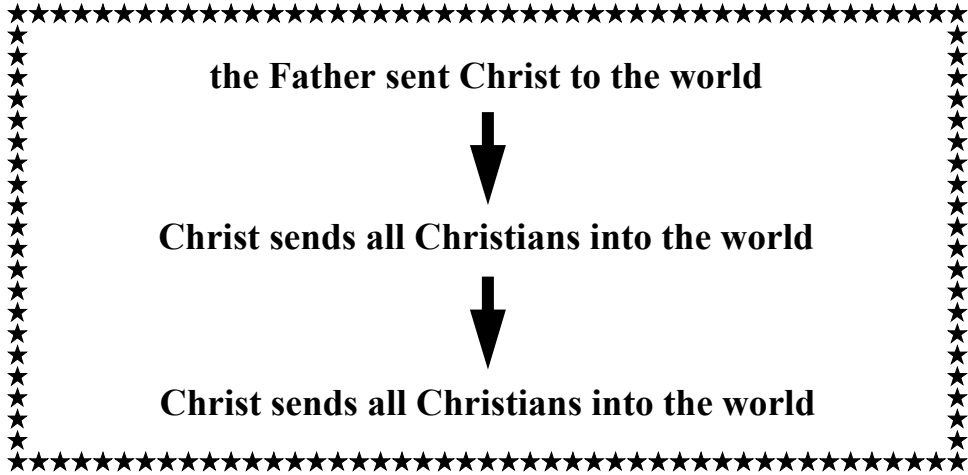 the Father sent Christ to the world
Christ sends all Christians into the world
Christ sends all Christians into the world